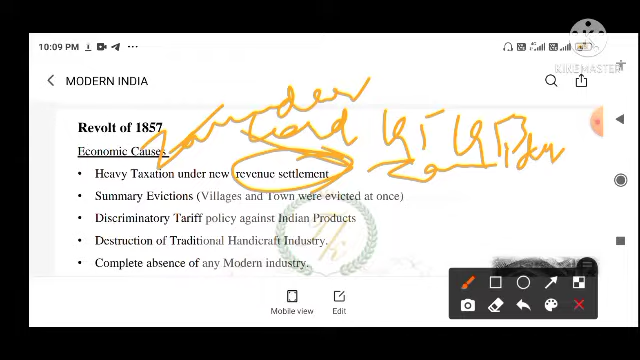 10:09 PM
KINEMASTER
MODERN INDIA
Revolt of 1857
Economic Causes
• Heavy Taxation under new revenue settlement
• Summary Evictions (Villages and Town were evicted at once)
• Discriminatory Tariff policy against Indian Products
• Destruction of Traditional Handicraft Industry.
• Complete absence of any Modern industry.
Mobile view
Edit